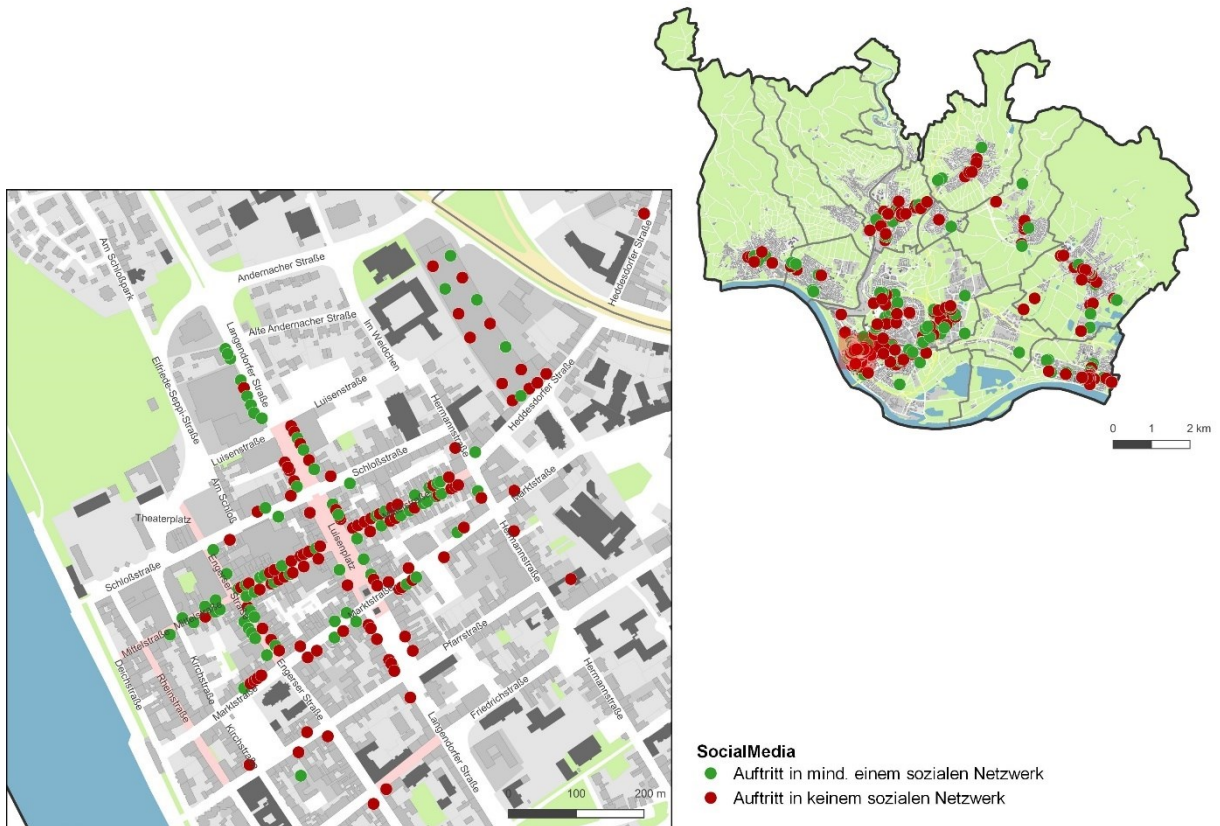 Am Schloßpark
Andernacher Straße
Heddesdorfer Straße
Langendorfer Straße
Alte Andernacher Straße
Im Weidchen
Elfriede-Seppi-Straße
Luisenstraße
Hermannstraße
Heddesdorfer Straße
Luisenstraße
Schloßstraße
Am Schloß
Marktstraße
Theaterplatz
Luisenplatz
Hermannstraße
Schloßstraße
Engerser Straße
Marktstraße
Mittelstraße
Mittelstraße
Pfarrstraße
Deichstraße
Kirchstraße
Rheinstraße
Marktstraße
Engerser Straße
Friedrichstraße
Hermannstraße
Kirchstraße
Langendorfer Straße
0 100 200 m
0 1 2 km
SocialMedia
Auftritt in mind. einem sozialen Netzwerk
Auftritt in keinem sozialen Netzwerk